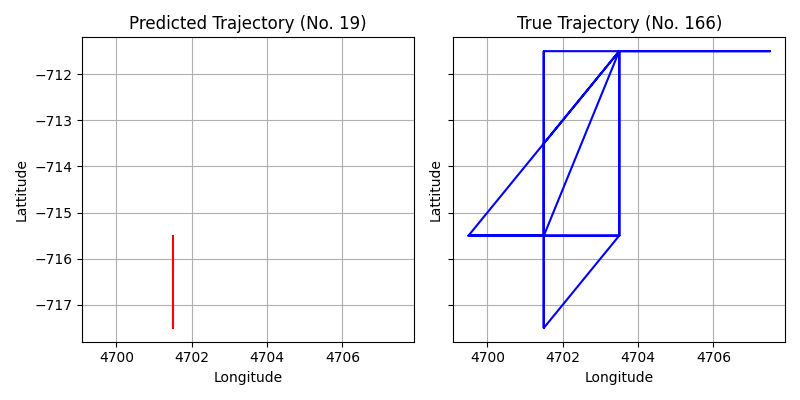 Predicted Trajectory (No. 19)
True Trajectory (No. 166)
Lattitude
−712
−713
−714
−715
−716
−717
4700
4702
4704
4706
Longitude
Lattitude
4700
4702
4704
4706
Longitude